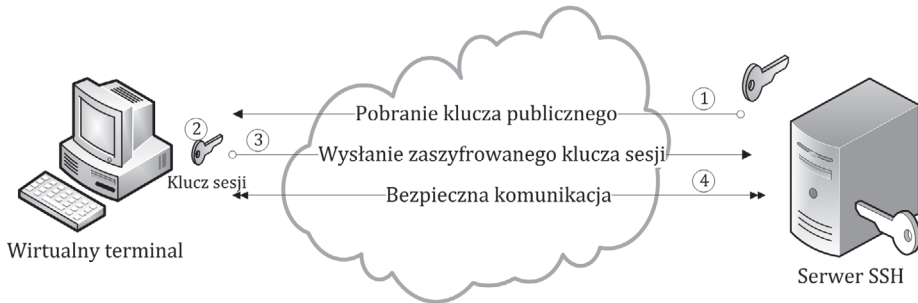 1
Pobranie klucza publicznego
2
3
Wysłanie zaszyfrowanego klucza sesji
Klucz sesji
4
Bezpieczna komunikacja
Wirtualny terminal
Serwer SSH